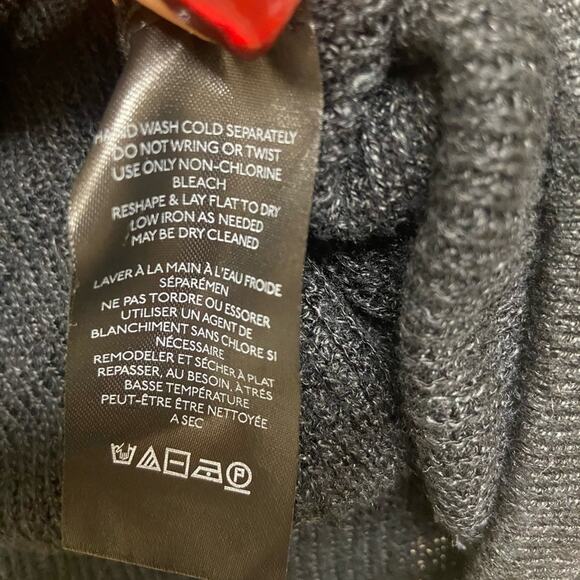 HAND WASH COLD SEPARATELY
DO NOT WRING OR TWIST
USE ONLY NON-CHLORINE
BLEACH
RESHAPE & LAY FLAT TO DRY
LOW IRON AS NEEDED
MAY BE DRY CLEANED
LAVER À LA MAIN À L'EAU FROIDE
SÉPARÉMEN
NE PAS TORDRE OU ESSORER
UTILISER UN AGENT DE
BLANCHIMENT SANS CHLORE SI
NÉCESSAIRE
REMODELER ET SÉCHER À PLAT
REPASSER, AU BESOIN, À TRÉS
BASSE TEMPÉRATURE
PEUT-ÊTRE ÊTRE NETTOYÉE
A SEC
P